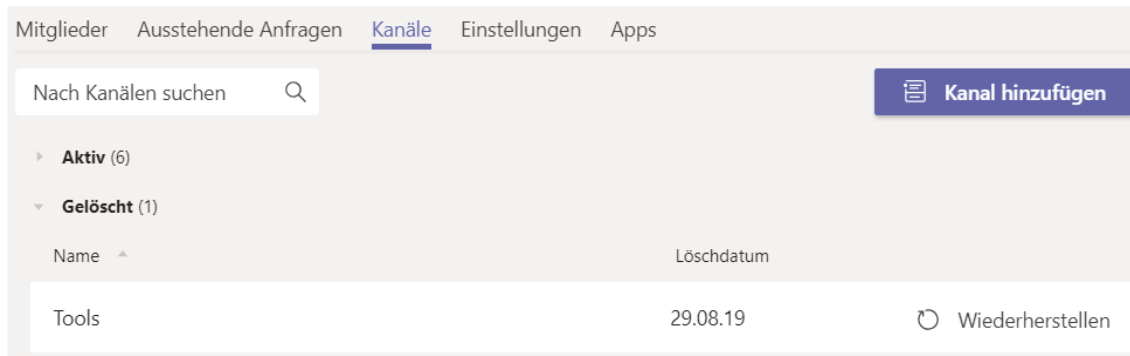 Mitglieder Ausstehende Anfragen Kanäle Einstellungen Apps
Nach Kanälen suchen Kanal hinzufügen
Aktiv (6)
Gelöscht (1)
Name Löschdatum
Tools 29.08.19 Wiederherstellen